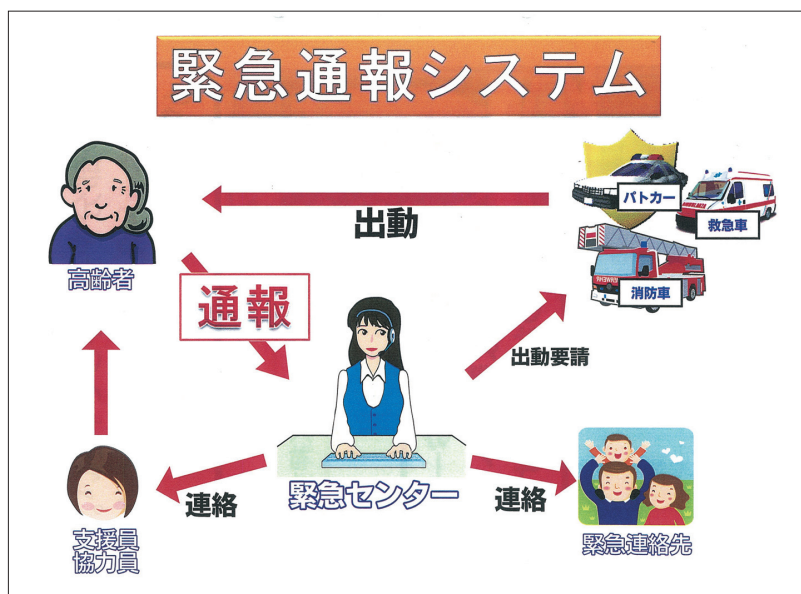 緊急通報システム
パトカー
救急車
出動
消防車
高齢者
通報
出動要請
連絡
緊急センター
連絡
支援員
協力員
緊急連絡先